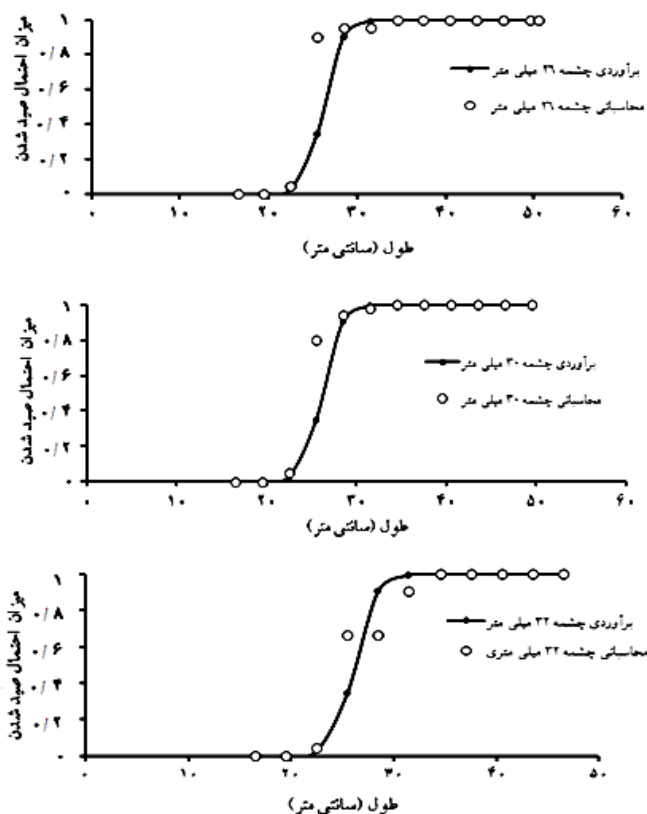 میزان احتمال صید شدن
۱
۰/۸
۰/۶
۰/۴
۰/۲
۰
برآوردی چشمه ۲۶ میلی متر
محاسباتی چشمه ۲۶ میلی متر
۰ ۱۰ ۲۰ ۳۰ ۴۰ ۵۰ ۶۰
طول (سانتی متر)
میزان احتمال صید شدن
۱
۰/۸
۰/۶
۰/۴
۰/۲
۰
برآوردی چشمه ۳۰ میلی متر
محاسباتی چشمه ۳۰ میلی متر
۰ ۱۰ ۲۰ ۳۰ ۴۰ ۵۰ ۶۰
طول (سانتی متر)
میزان احتمال صید شدن
۱
۰/۸
۰/۶
۰/۴
۰/۲
۰
برآوردی چشمه ۳۲ میلی متر
محاسباتی چشمه ۳۲ میلی متری
۰ ۱۰ ۲۰ ۳۰ ۴۰ ۵۰
طول (سانتی متر)